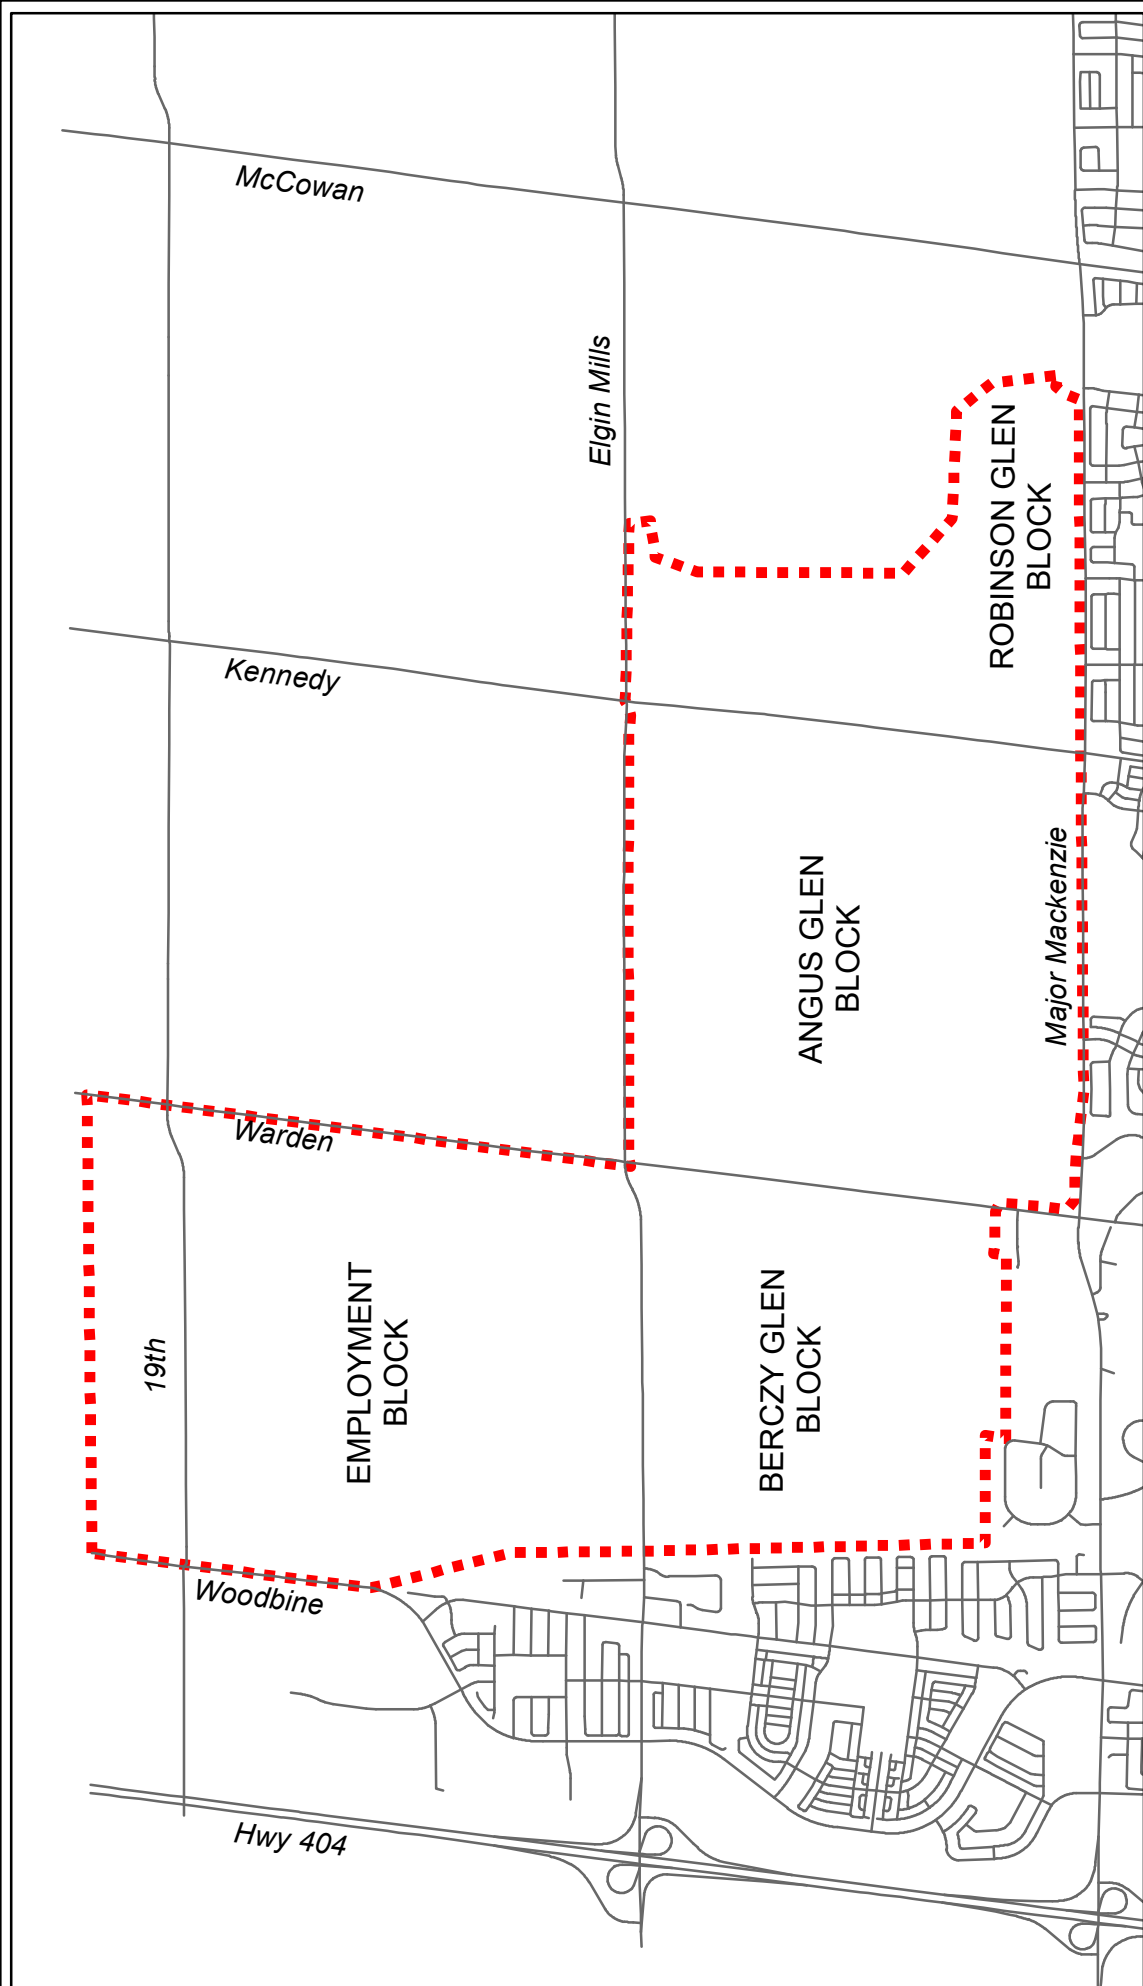 McCowan
Elgin Mills
Kennedy
ROBINSON GLEN
BLOCK
ANGUS GLEN
BLOCK
Major Mackenzie
Warden
19th
EMPLOYMENT
BLOCK
BERCZY GLEN
BLOCK
Woodbine
Hwy 404